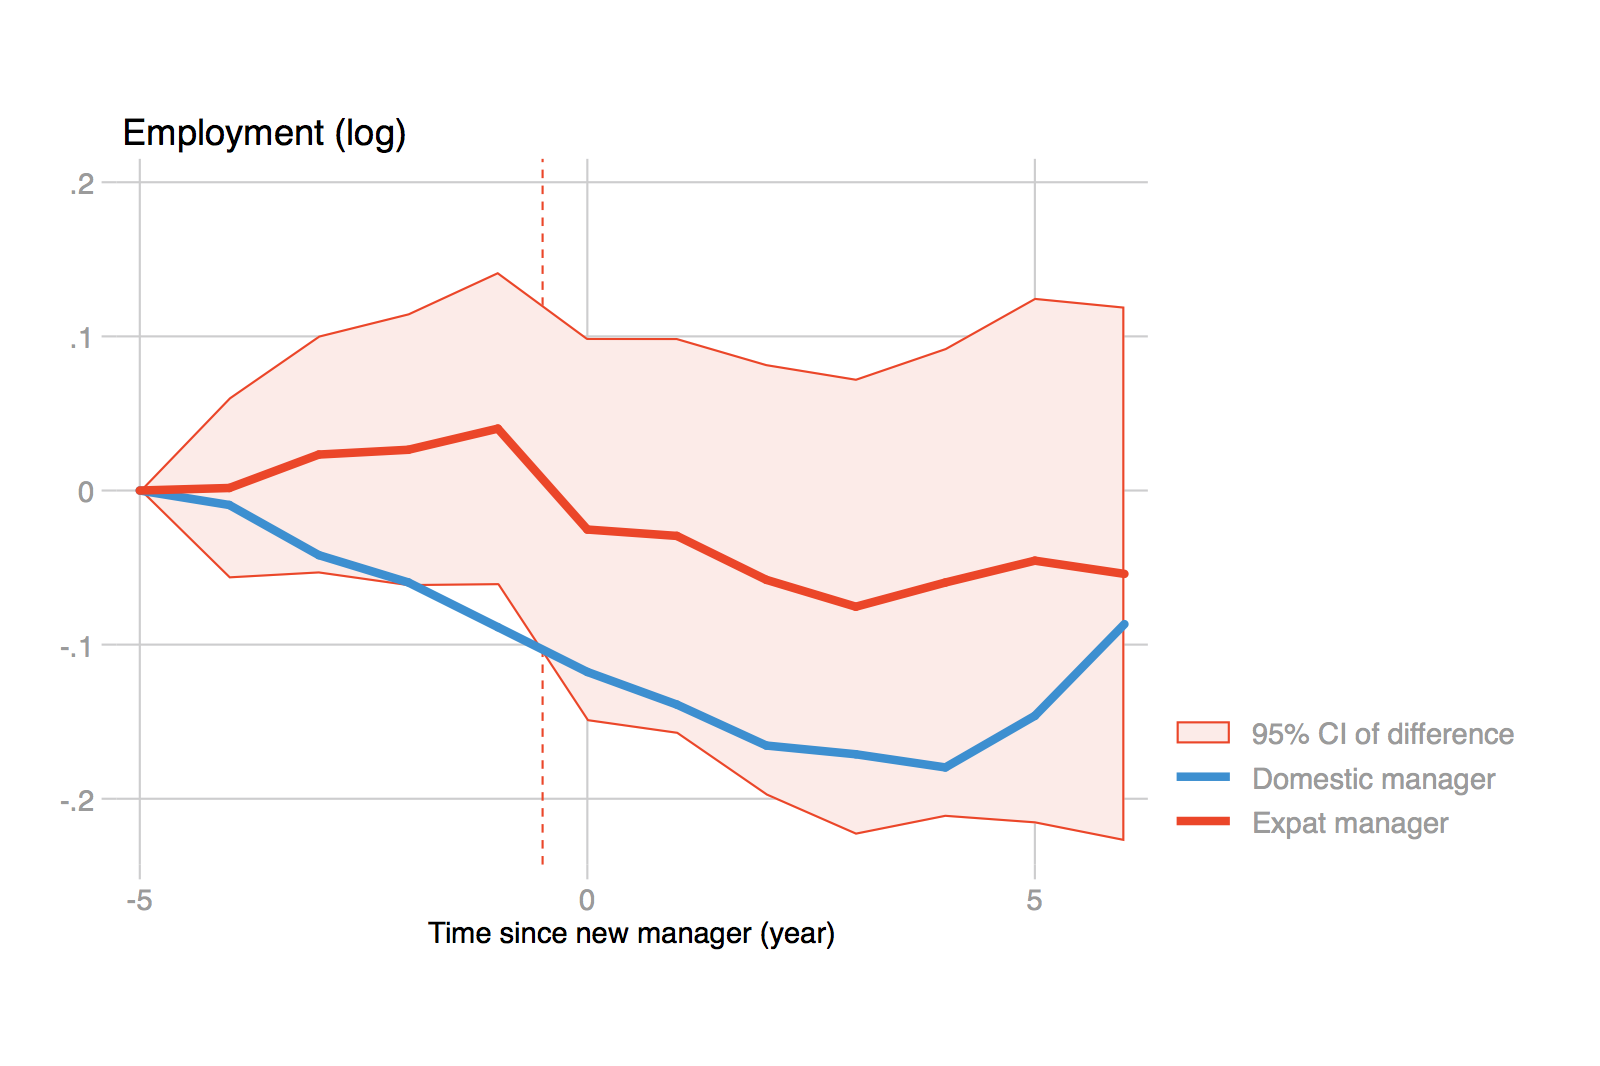 Employment (log)
.2
.1
0
-.1
-.2
-5 0 5
Time since new manager (year)
95% CI of difference
Domestic manager
Expat manager